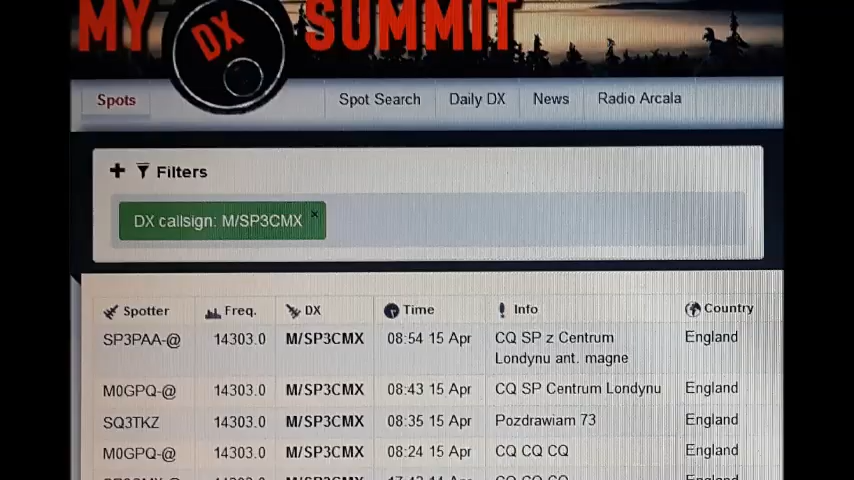 MY DX SUMMIT
Spots Spot Search Daily DX News Radio Arcala
Filters
DX callsign: M/SP3CMX ×
Spotter Freq. DX Time Info Country
SP3PAA-@ 14303.0 M/SP3CMX 08:54 15 Apr CQ SP z Centrum England
Londynu ant. magne
M0GPQ-@ 14303.0 M/SP3CMX 08:43 15 Apr CQ SP Centrum Londynu England
SQ3TKZ 14303.0 M/SP3CMX 08:35 15 Apr Pozdrawiam 73 England
M0GPQ-@ 14303.0 M/SP3CMX 08:24 15 Apr CQ CQ CQ England